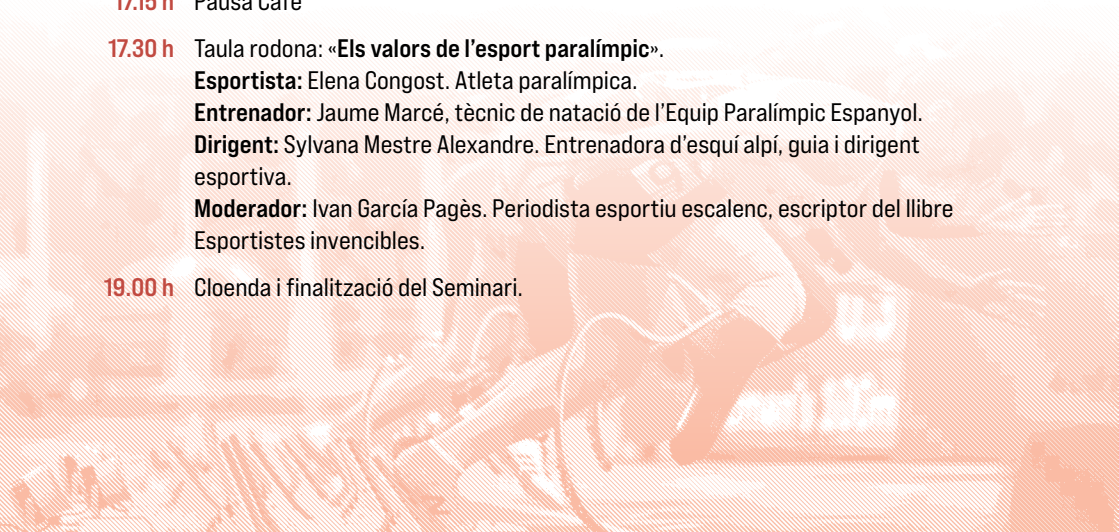 17.15 h Pausa Cafè
17.30 h Taula rodona: «Els valors de l'esport paralímpic».
Esportista: Elena Congost. Atleta paralímpica.
Entrenador: Jaume Marcé, tècnic de natació de l'Equip Paralímpic Espanyol.
Dirigent: Sylvana Mestre Alexandre. Entrenadora d'esquí alpí, guia i dirigent
esportiva.
Moderador: Ivan García Pagès. Periodista esportiu escalenc, escriptor del llibre
Esportistes invencibles.
19.00 h Cloenda i finalització del Seminari.